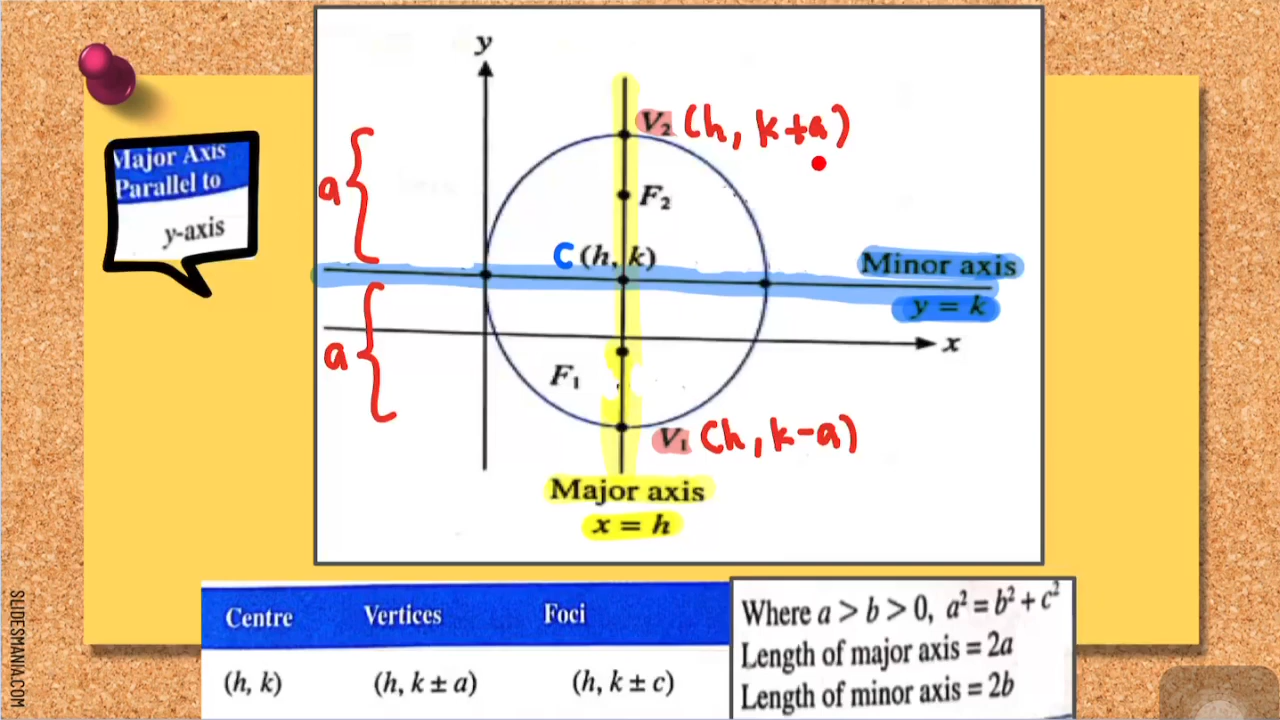 y
V₂ (h, k+a)
Major Axis
Parallel to
y-axis
a
F₂
C (h, k)
Minor axis
y = k
x
a
F₁
V₁ (h, k-a)
Major axis
x = h
Centre Vertices Foci
(h, k) (h, k ± a) (h, k ± c)
Where a > b > 0, a² = b² + c²
Length of major axis = 2a
Length of minor axis = 2b
SLIDESMANIA.COM